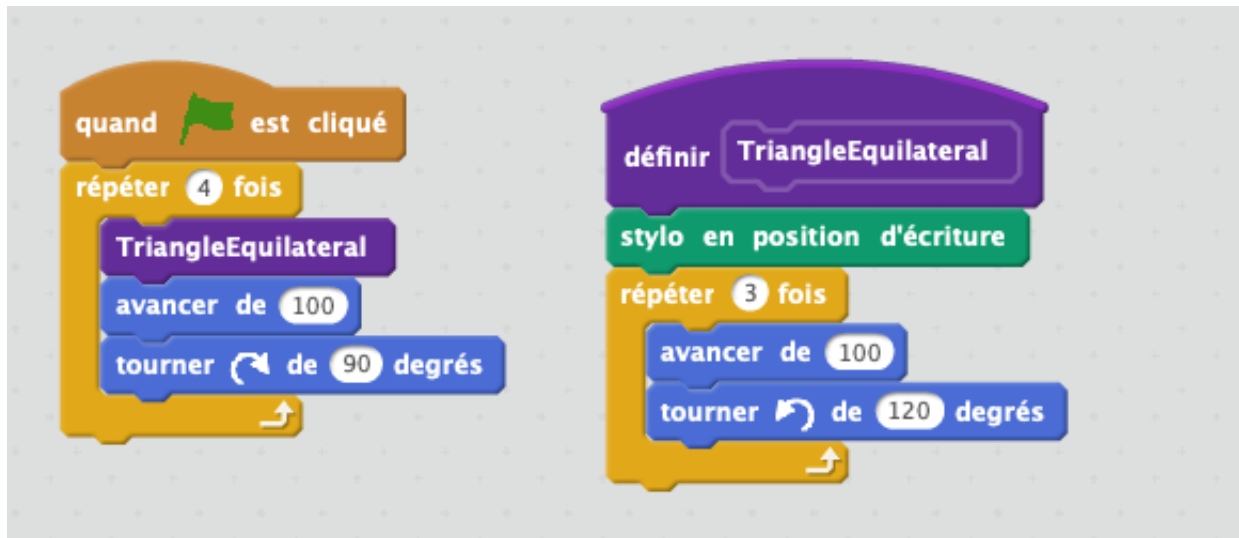 quand est cliqué
répéter 4 fois
TriangleEquilateral
avancer de 100
tourner de 90 degrés
définir TriangleEquilateral
stylo en position d'écriture
répéter 3 fois
avancer de 100
tourner de 120 degrés